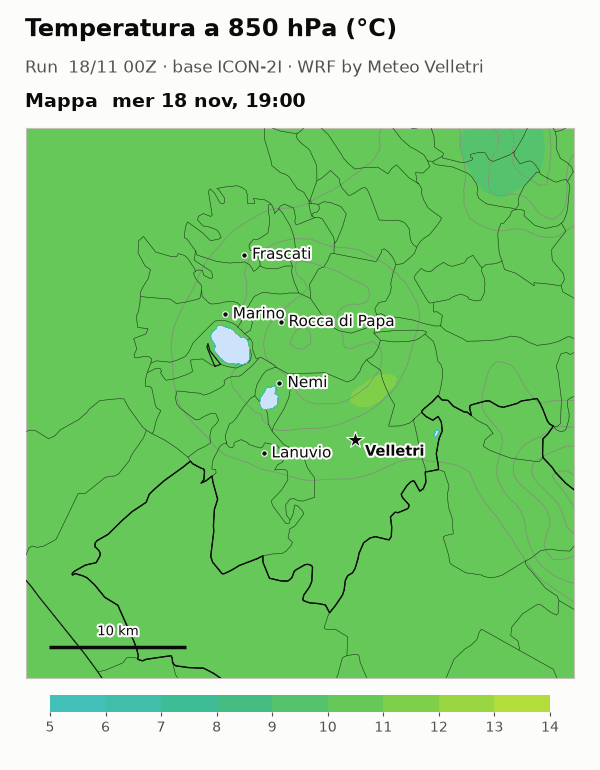 Temperatura a 850 hPa (°C)
Run  18/11 00Z · base ICON-2I · WRF by Meteo Velletri
Mappa  mer 18 nov, 19:00
Frascati
Marino
Rocca di Papa
Nemi
Velletri
Lanuvio
10 km
5 6 7 8 9 10 11 12 13 14